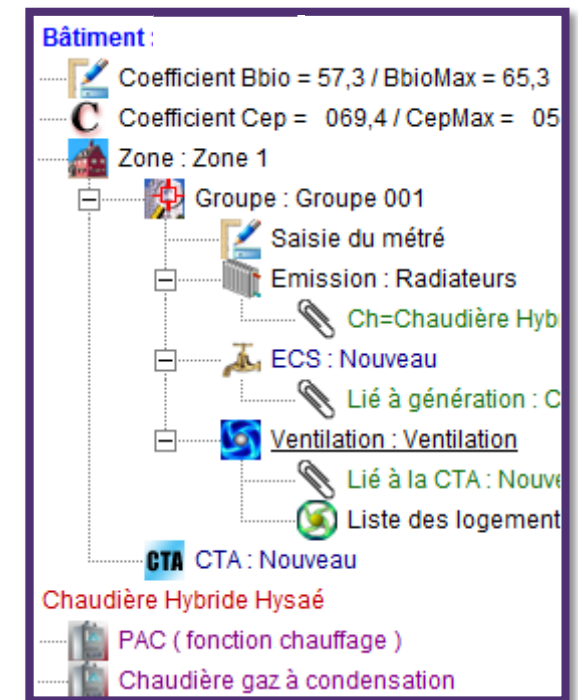 Bâtiment :
Coefficient Bbio = 57,3 / BbioMax = 65,3
C Coefficient Cep = 069,4 / CepMax = 05
Zone : Zone 1
Groupe : Groupe 001
Saisie du métré
Emission : Radiateurs
Ch=Chaudière Hyb
ECS : Nouveau
Lié à génération : C
Ventilation : Ventilation
Lié à la CTA : Nouve
Liste des logement
CTA CTA : Nouveau
Chaudière Hybride Hysaé
PAC ( fonction chauffage )
Chaudière gaz à condensation